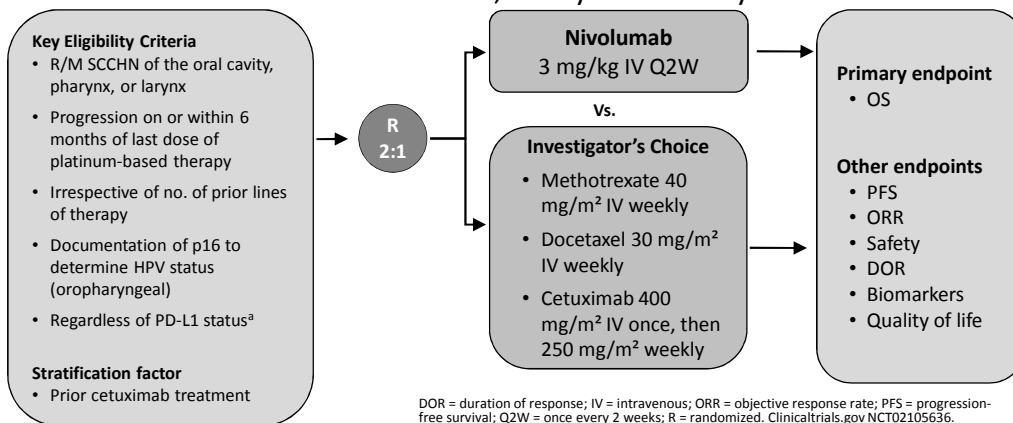 Key Eligibility Criteria
• R/M SCCHN of the oral cavity,
pharynx, or larynx
• Progression on or within 6
months of last dose of
platinum-based therapy
• Irrespective of no. of prior lines
of therapy
• Documentation of p16 to
determine HPV status
(oropharyngeal)
• Regardless of PD-L1 statusᵃ
Stratification factor
• Prior cetuximab treatment
R
2:1
Nivolumab
3 mg/kg IV Q2W
Vs.
Investigator’s Choice
• Methotrexate 40
mg/m² IV weekly
• Docetaxel 30 mg/m²
IV weekly
• Cetuximab 400
mg/m² IV once, then
250 mg/m² weekly
Primary endpoint
• OS
Other endpoints
• PFS
• ORR
• Safety
• DOR
• Biomarkers
• Quality of life
DOR = duration of response; IV = intravenous; ORR = objective response rate; PFS = progression-
free survival; Q2W = once every 2 weeks; R = randomized. Clinicaltrials.gov NCT02105636.